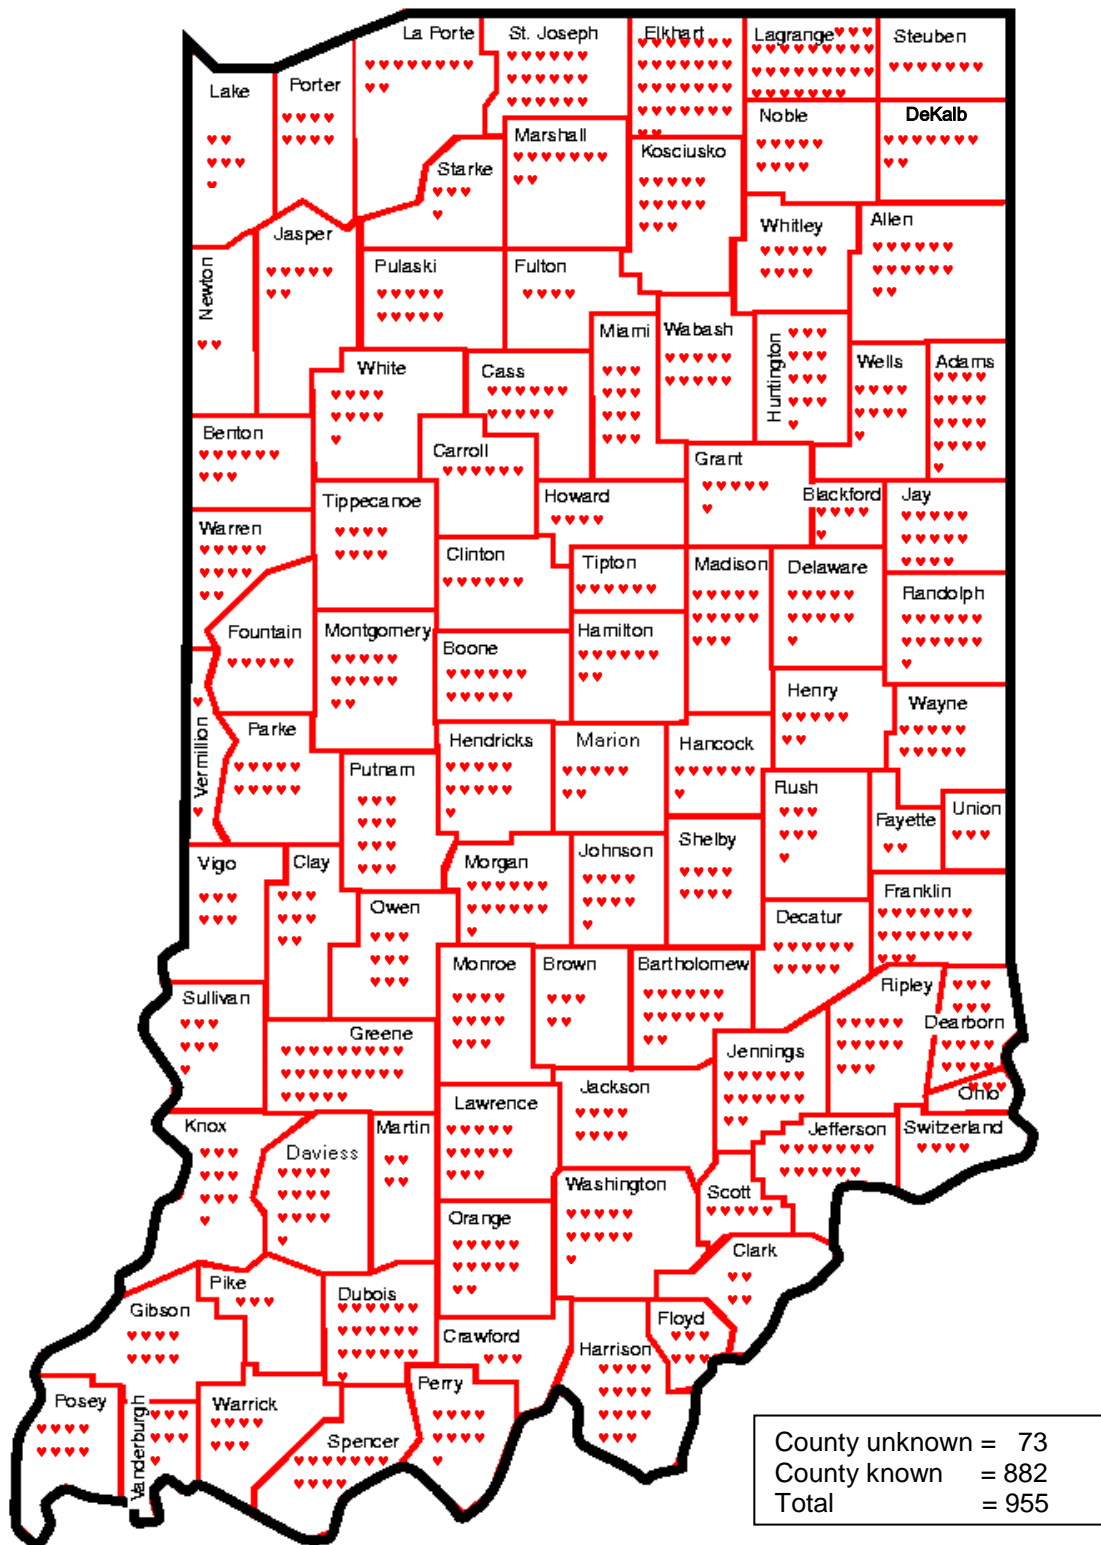 La Porte
St. Joseph
Elkhart
Lagrange
Steuben
Lake
Porter
Noble
DeKalb
Marshall
Kosciusko
Starke
Whitley
Allen
Jasper
Newton
Pulaski
Fulton
Miami
Wabash
Huntington
Wells
Adams
White
Cass
Benton
Carroll
Grant
Tippecanoe
Howard
Blackford
Jay
Warren
Clinton
Tipton
Madison
Delaware
Randolph
Fountain
Montgomery
Boone
Hamilton
Henry
Wayne
Vermillion
Parke
Hendricks
Marion
Hancock
Putnam
Rush
Fayette
Union
Vigo
Clay
Morgan
Johnson
Shelby
Franklin
Owen
Decatur
Monroe
Brown
Bartholomew
Ripley
Sullivan
Dearborn
Greene
Jennings
Jackson
Ohio
Lawrence
Knox
Martin
Jefferson
Switzerland
Daviess
Washington
Scott
Orange
Clark
Pike
Dubois
Gibson
Floyd
Crawford
Harrison
Perry
Posey
Vanderburgh
Warrick
Spencer
County unknown = 73
County known = 882
Total = 955